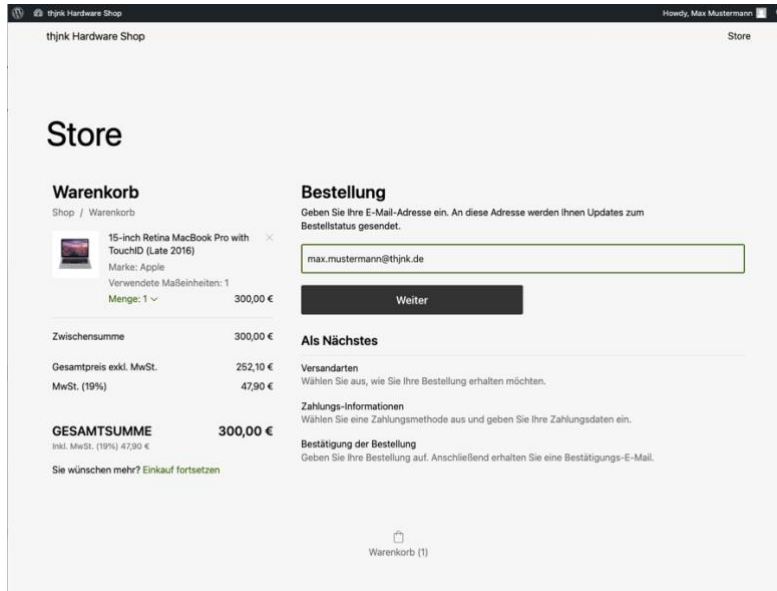 thjnk Hardware Shop
Howdy, Max Mustermann
thjnk Hardware Shop
Store
Store
Warenkorb
Shop / Warenkorb
15-inch Retina MacBook Pro with
TouchID (Late 2016)
Marke: Apple
Verwendete Maßeinheiten: 1
Menge: 1
300,00 €
Zwischensumme 300,00 €
Gesamtpreis exkl. MwSt. 252,10 €
MwSt. (19%) 47,90 €
GESAMTSUMME 300,00 €
Inkl. MwSt. (19%) 47,90 €
Sie wünschen mehr? Einkauf fortsetzen
Bestellung
Geben Sie Ihre E-Mail-Adresse ein. An diese Adresse werden Ihnen Updates zum
Bestellstatus gesendet.
max.mustermann@thjnk.de
Weiter
Als Nächstes
Versandarten
Wählen Sie aus, wie Sie Ihre Bestellung erhalten möchten.
Zahlungs-Informationen
Wählen Sie eine Zahlungsmethode aus und geben Sie Ihre Zahlungsdaten ein.
Bestätigung der Bestellung
Geben Sie Ihre Bestellung auf. Anschließend erhalten Sie eine Bestätigungs-E-Mail.
Warenkorb (1)